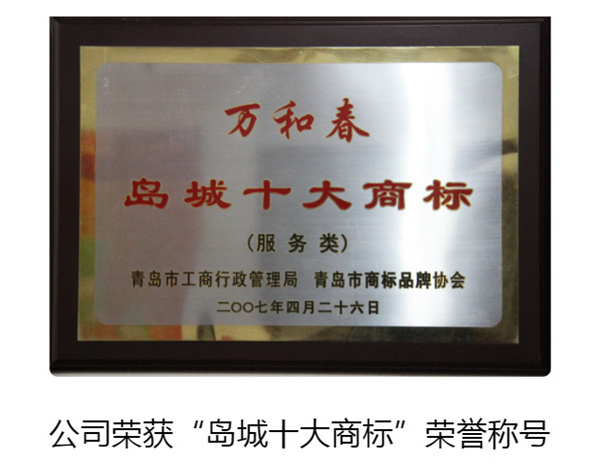 万和春
岛城十大商标
(服务类)
青岛市工商行政管理局 青岛市商标品牌协会
二〇〇七年四月二十六日
公司荣获“岛城十大商标”荣誉称号